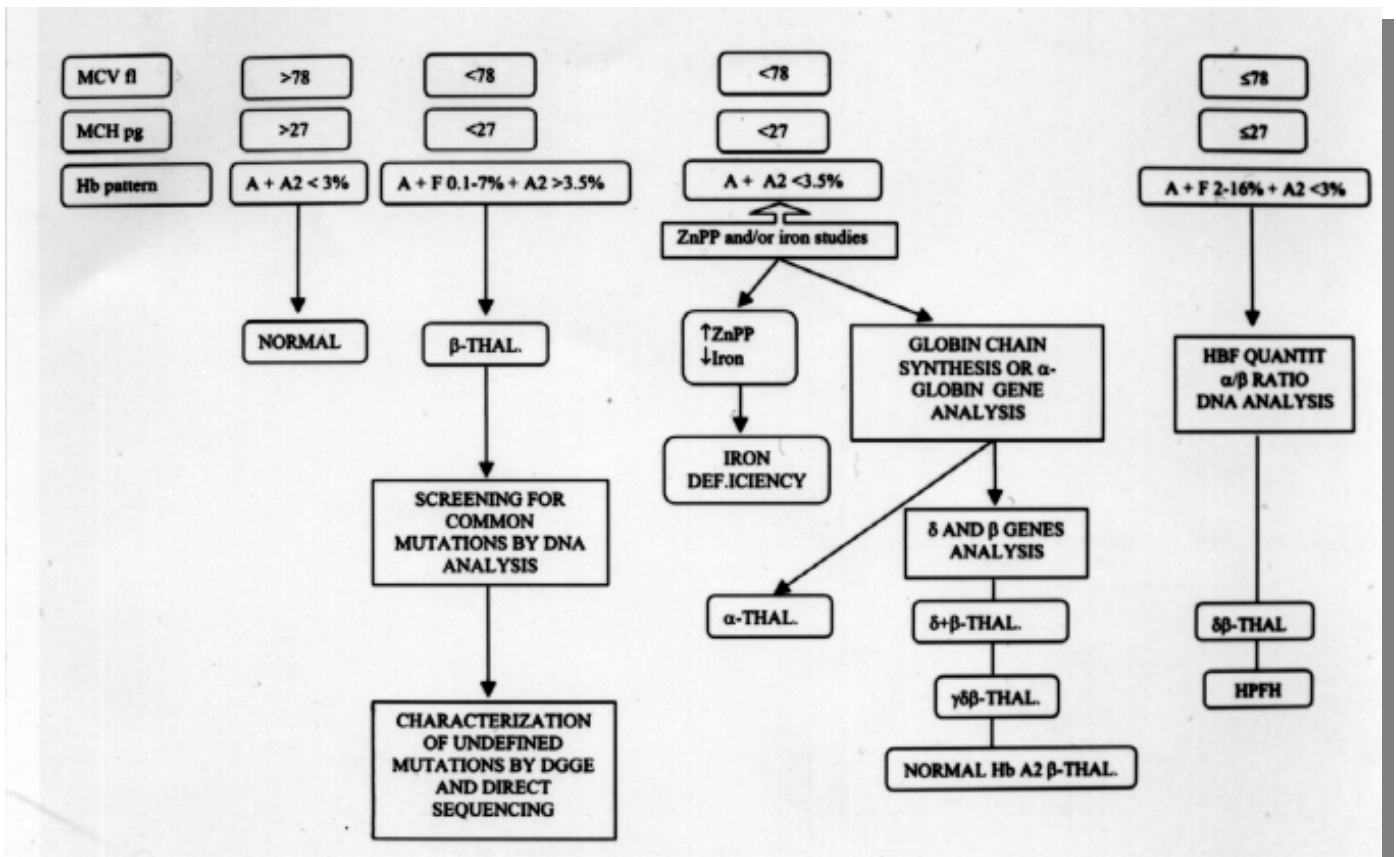 MCV fl
>78
<78
<78
≤78
MCH pg
>27
<27
<27
≤27
Hb pattern
A + A2 < 3%
A + F 0.1-7% + A2 >3.5%
A + A2 <3.5%
A + F 2-16% + A2 <3%
ZnPP and/or iron studies
NORMAL
β-THAL.
↑ZnPP
↓Iron
GLOBIN CHAIN
SYNTHESIS OR α-
GLOBIN GENE
ANALYSIS
HBF QUANTIT
α/β RATIO
DNA ANALYSIS
IRON
DEF.ICIENCY
SCREENING FOR
COMMON
MUTATIONS BY DNA
ANALYSIS
δ AND β GENES
ANALYSIS
α-THAL.
δ+β-THAL.
δβ-THAL
γδβ-THAL.
HPFH
CHARACTERIZATION
OF UNDEFINED
MUTATIONS BY DGGE
AND DIRECT
SEQUENCING
NORMAL Hb A2 β-THAL.